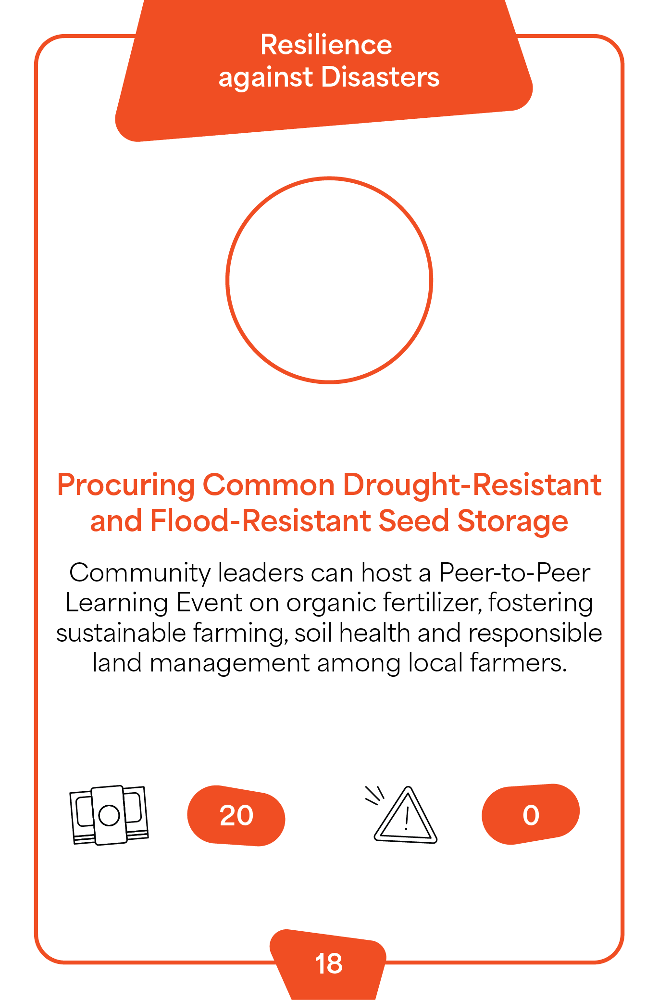 Resilience
against Disasters
Procuring Common Drought-Resistant
and Flood-Resistant Seed Storage
Community leaders can host a Peer-to-Peer
Learning Event on organic fertilizer, fostering
sustainable farming, soil health and responsible
land management among local farmers.
20
!
0
18